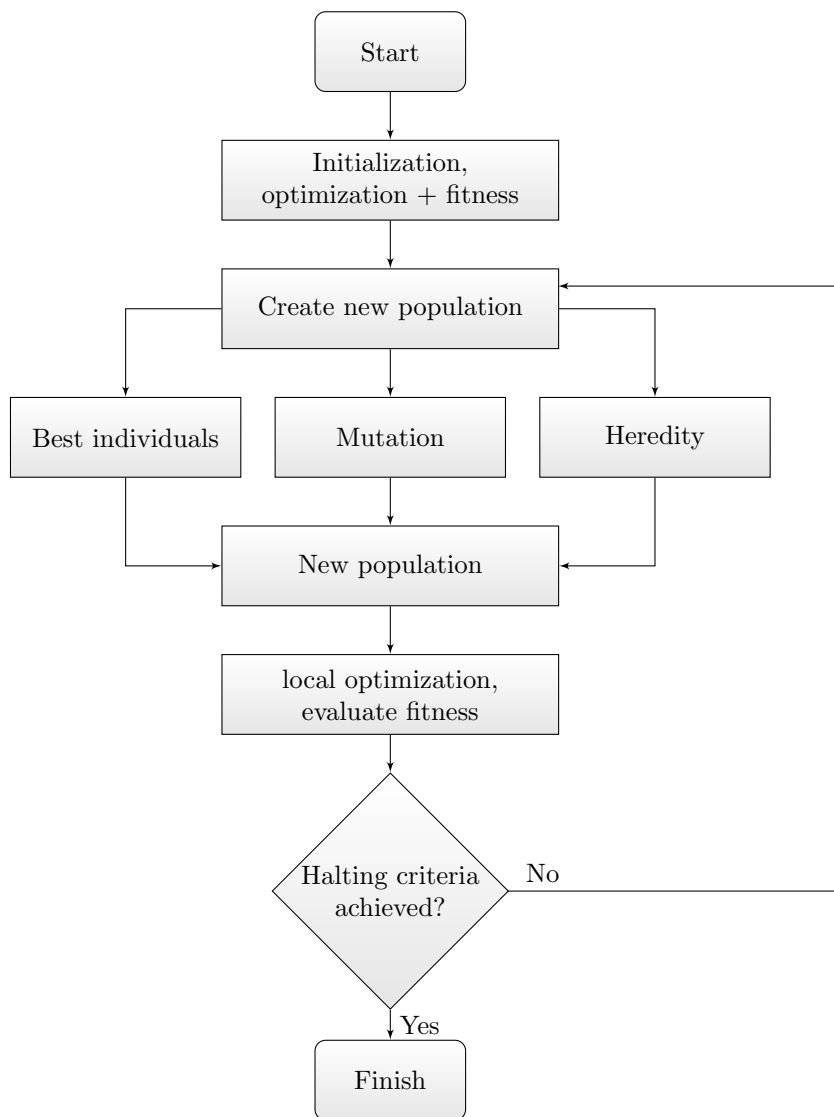 Start
Initialization,
optimization + fitness
Create new population
Best individuals
Mutation
Heredity
New population
local optimization,
evaluate fitness
Halting criteria
achieved?
No
Yes
Finish